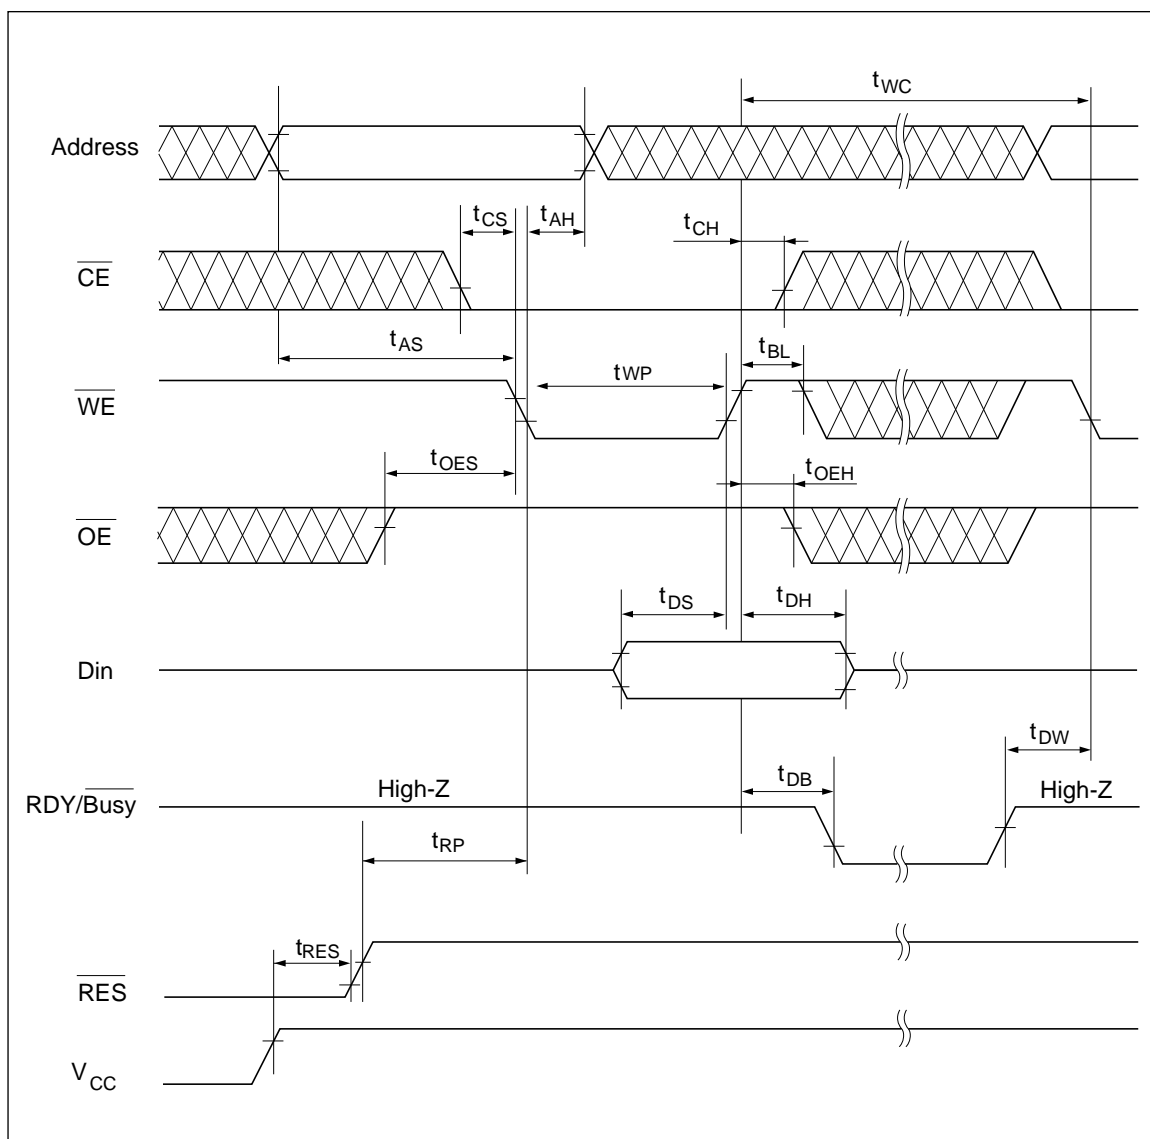 tWC
Address
tCS
tAH
tCH
CE
tAS
tBL
WE
tWP
tOES
tOEH
OE
tDS
tDH
Din
tDW
tDB
High-Z
High-Z
RDY/Busy
tRP
tRES
RES
VCC